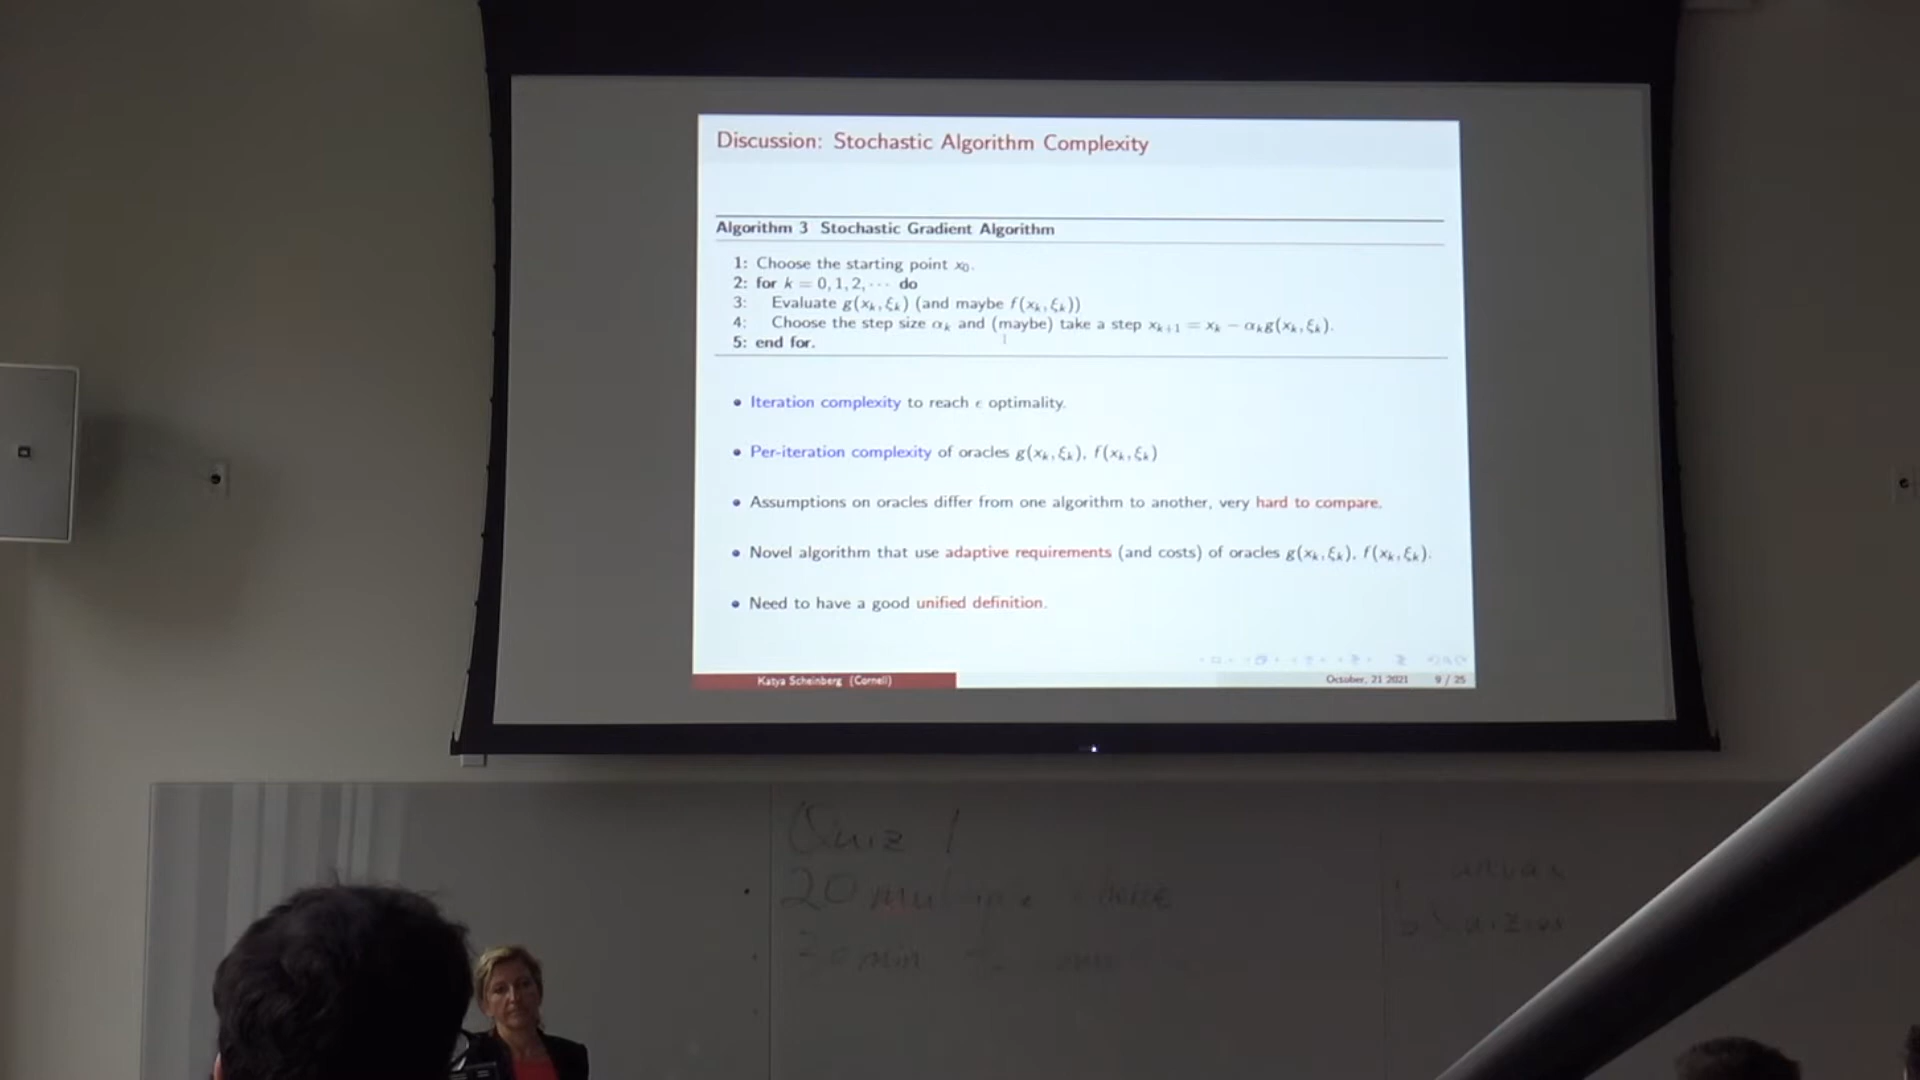 Discussion: Stochastic Algorithm Complexity
Algorithm 3 Stochastic Gradient Algorithm
1: Choose the starting point x₀.
2: for k = 0, 1, 2, ··· do
3: Evaluate g(xₖ, ξₖ) (and maybe f(xₖ, ξₖ))
4: Choose the step size αₖ and (maybe) take a step xₖ₊₁ = xₖ − αₖg(xₖ, ξₖ).
5: end for.
• Iteration complexity to reach ϵ optimality.
• Per-iteration complexity of oracles g(xₖ, ξₖ), f(xₖ, ξₖ)
• Assumptions on oracles differ from one algorithm to another, very hard to compare.
• Novel algorithm that use adaptive requirements (and costs) of oracles g(xₖ, ξₖ), f(xₖ, ξₖ).
• Need to have a good unified definition.
Katya Scheinberg (Cornell) October, 21 2021 9 / 25
Quiz 1
20 multiple
30 min